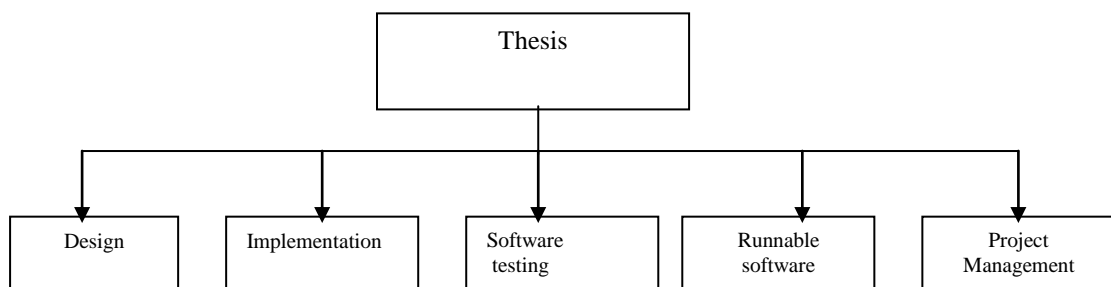 Thesis
Design
Implementation
Software
testing
Runnable
software
Project
Management